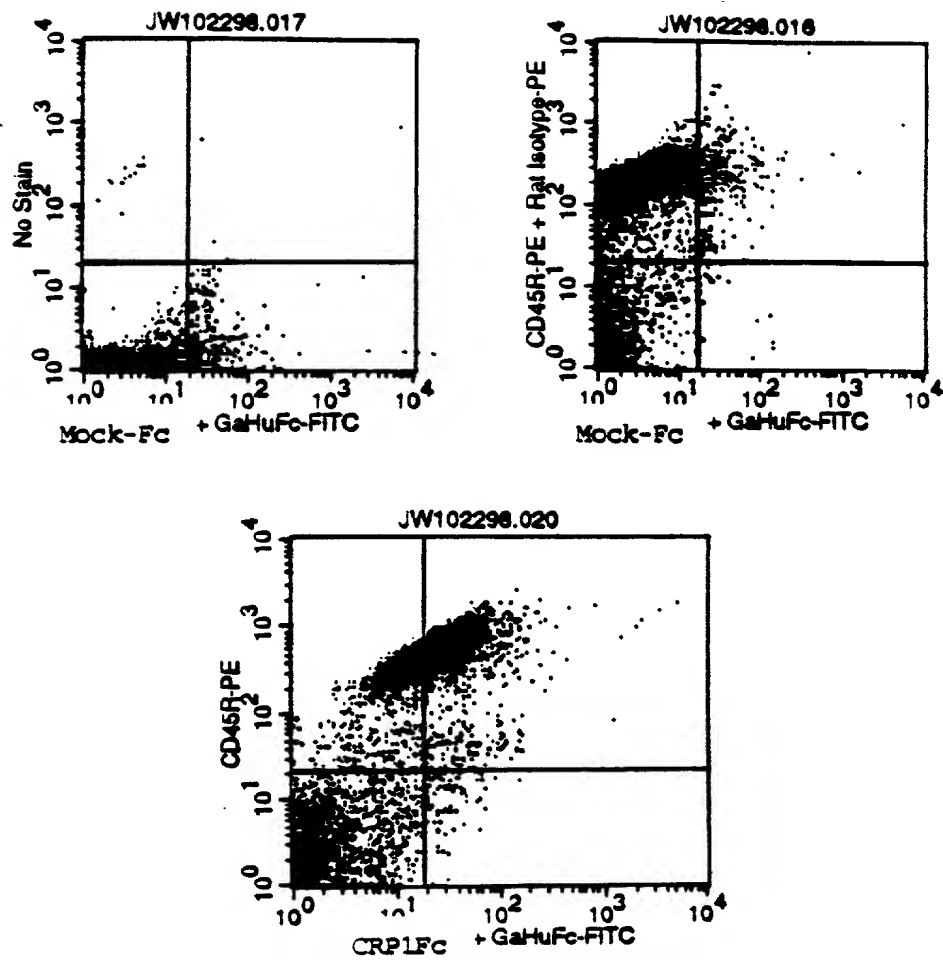 JW102298.017
No Stain
10⁴
10³
10²
10¹
10⁰
10⁰ 10¹ 10² 10³ 10⁴
Mock-Fc + GaHuFc-FITC
JW102298.016
CD45R-PE + Rat Isotype-PE
10⁴
10³
10²
10¹
10⁰
10⁰ 10¹ 10² 10³ 10⁴
Mock-Fc + GaHuFc-FITC
JW102298.020
CD45R-PE
10⁴
10³
10²
10¹
10⁰
10⁰ 10¹ 10² 10³ 10⁴
CRP1Fc + GaHuFc-FITC